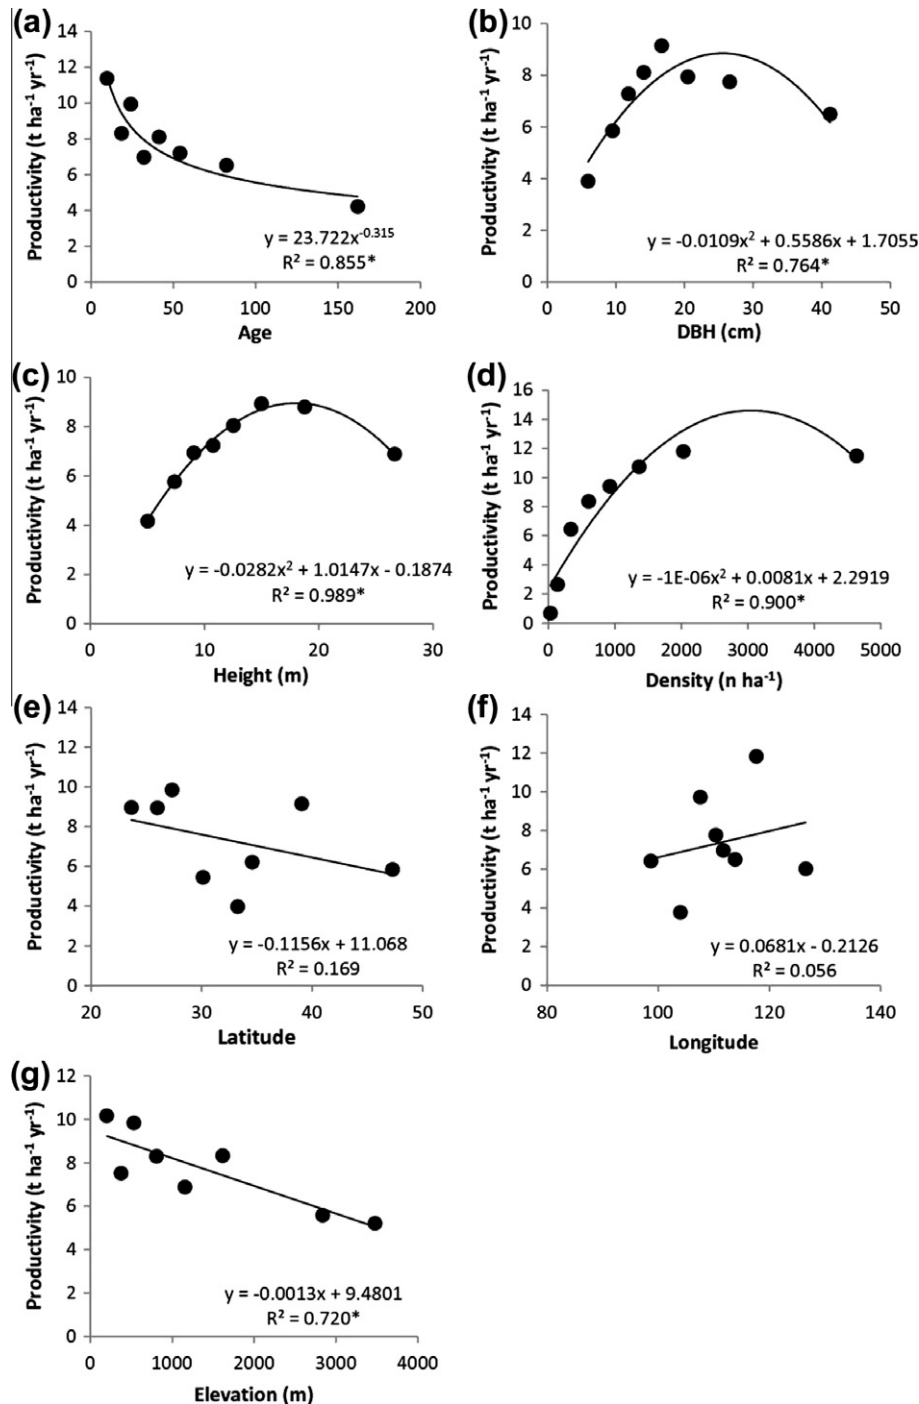 (a)
Productivity (t ha⁻¹ yr⁻¹)
14
12
10
8
6
4
2
0
y = 23.722x⁻⁰·³¹⁵
R² = 0.855*
0 50 100 150 200
Age
(b)
Productivity (t ha⁻¹ yr⁻¹)
10
8
6
4
2
0
y = -0.0109x² + 0.5586x + 1.7055
R² = 0.764*
0 10 20 30 40 50
DBH (cm)
(c)
Productivity (t ha⁻¹ yr⁻¹)
10
8
6
4
2
0
y = -0.0282x² + 1.0147x - 0.1874
R² = 0.989*
0 10 20 30
Height (m)
(d)
Productivity (t ha⁻¹ yr⁻¹)
16
14
12
10
8
6
4
2
0
y = -1E-06x² + 0.0081x + 2.2919
R² = 0.900*
0 1000 2000 3000 4000 5000
Density (n ha⁻¹)
(e)
Productivity (t ha⁻¹ yr⁻¹)
14
12
10
8
6
4
2
0
y = -0.1156x + 11.068
R² = 0.169
20 30 40 50
Latitude
(f)
Productivity (t ha⁻¹ yr⁻¹)
14
12
10
8
6
4
2
0
y = 0.0681x - 0.2126
R² = 0.056
80 100 120 140
Longitude
(g)
Productivity (t ha⁻¹ yr⁻¹)
12
10
8
6
4
2
0
y = -0.0013x + 9.4801
R² = 0.720*
0 1000 2000 3000 4000
Elevation (m)